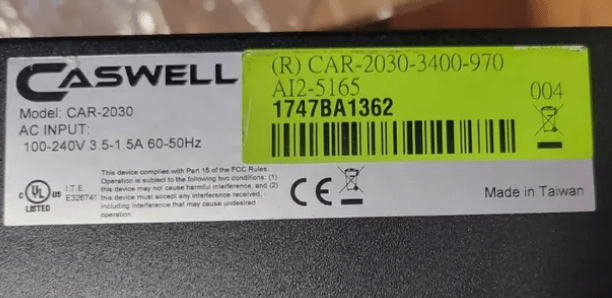 CASWELL
Model: CAR-2030
AC INPUT:
100-240V 3.5-1.5A 60-50Hz
(R) CAR-2030-3400-970
AI2-5165
004
1747BA1362
c UL us
LISTED
I.T.E.
E326741
This device complies with Part 15 of the FCC Rules.
Operation is subject to the following two conditions: (1)
this device may not cause harmful interference, and (2)
this device must accept any interference received,
including interference that may cause undesired
operation.
CE
Made in Taiwan